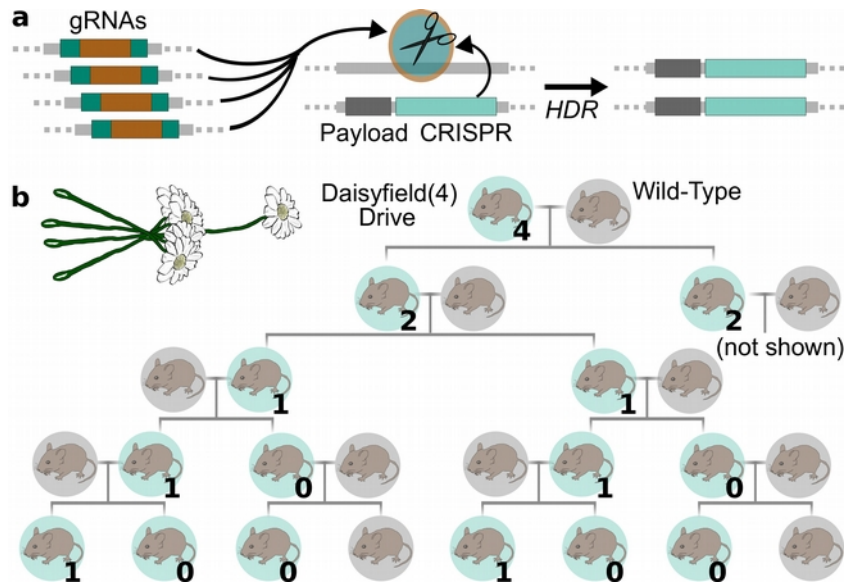 a
gRNAs
Payload CRISPR
HDR
b
Daisyfield(4)
Drive
Wild-Type
4
2
2
(not shown)
1
1
1
0
1
0
1
0
0
1
0
0